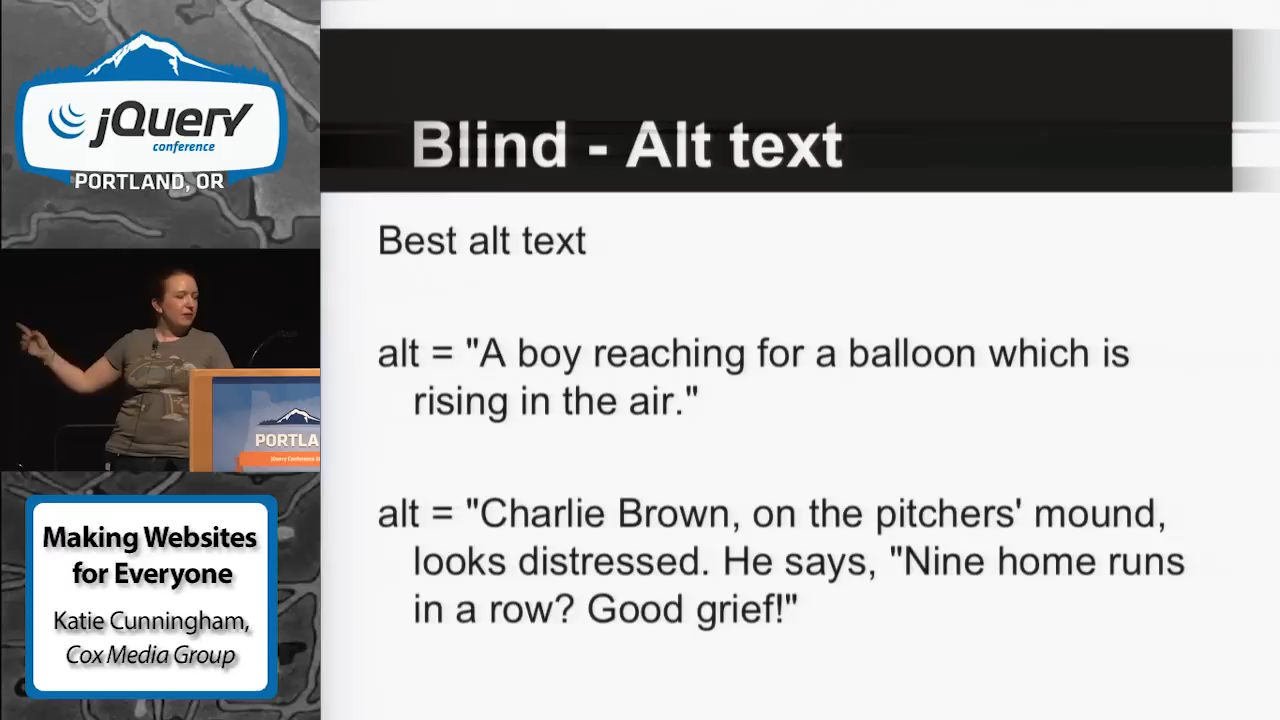 jQuery
conference
PORTLAND, OR
Blind - Alt text
Best alt text
alt = "A boy reaching for a balloon which is
rising in the air."
alt = "Charlie Brown, on the pitchers' mound,
looks distressed. He says, "Nine home runs
in a row? Good grief!"
PORTLA
jQuery Conference
Making Websites
for Everyone
Katie Cunningham,
Cox Media Group